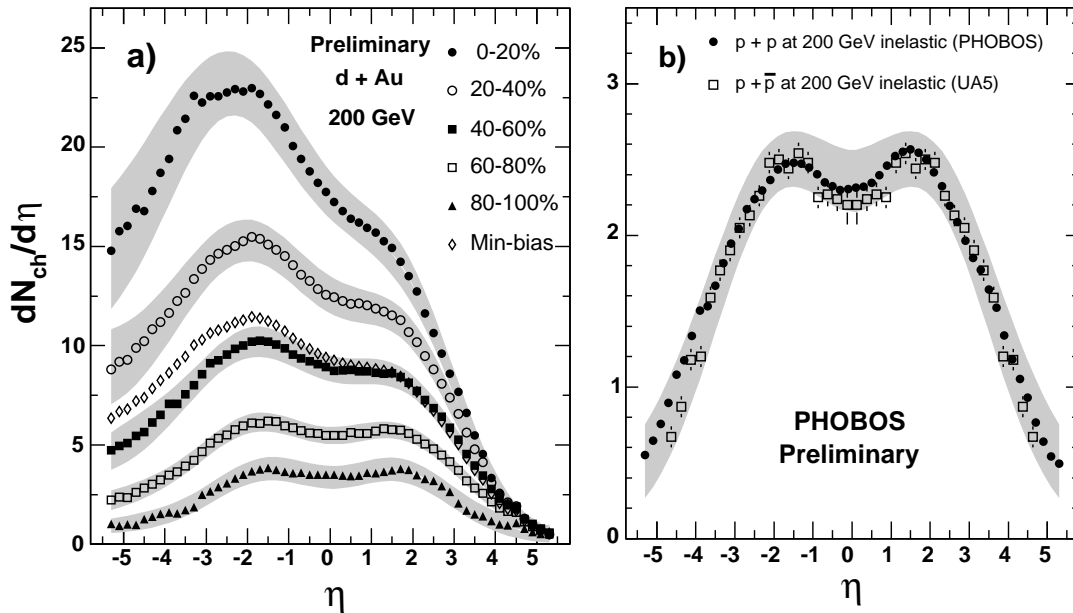 a)
Preliminary
d + Au
200 GeV
0-20%
20-40%
40-60%
60-80%
80-100%
Min-bias
dN_ch/dη
25
20
15
10
5
0
-5 -4 -3 -2 -1 0 1 2 3 4 5
η
b)
p + p at 200 GeV inelastic (PHOBOS)
p + p̅ at 200 GeV inelastic (UA5)
PHOBOS
Preliminary
3
2
1
0
-5 -4 -3 -2 -1 0 1 2 3 4 5
η